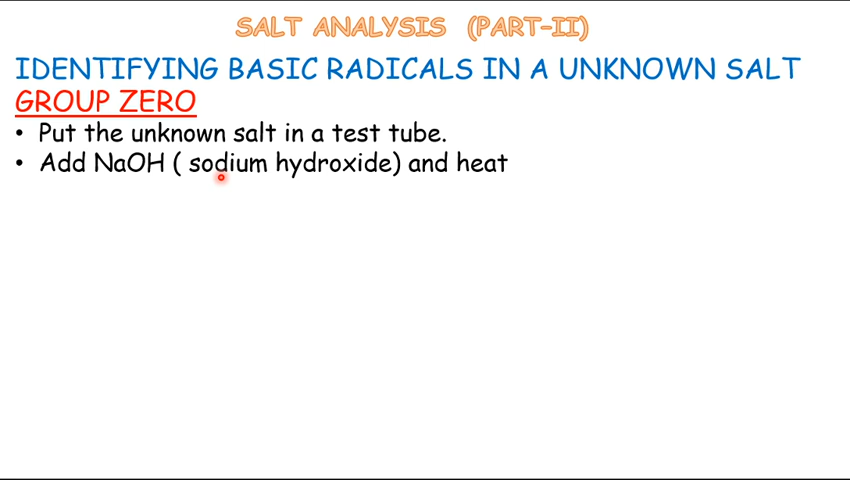 SALT ANALYSIS (PART-II)
IDENTIFYING BASIC RADICALS IN A UNKNOWN SALT
GROUP ZERO
• Put the unknown salt in a test tube.
• Add NaOH ( sodium hydroxide) and heat